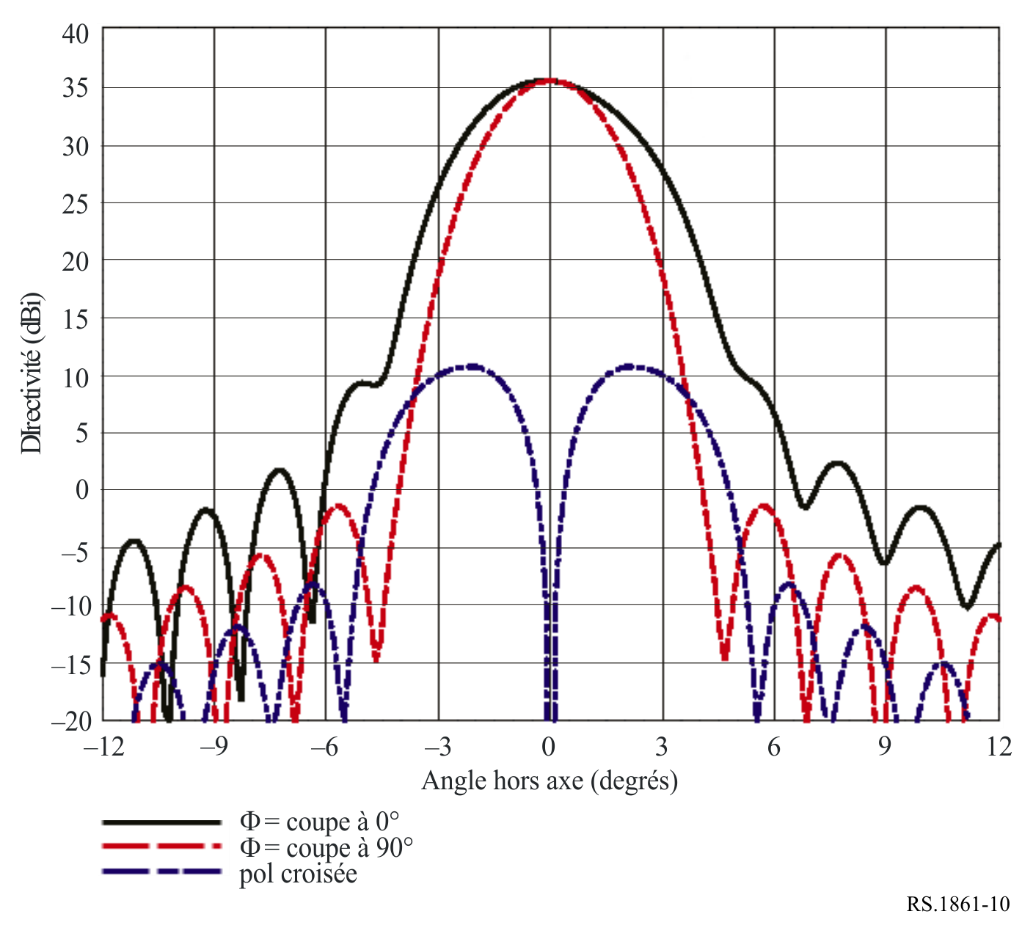 40
35
30
25
20
15
10
5
0
–5
–10
–15
–20
DIrectivité (dBi)
–12 –9 –6 –3 0 3 6 9 12
Angle hors axe (degrés)
Φ = coupe à 0°
Φ = coupe à 90°
pol croisée
RS.1861-10